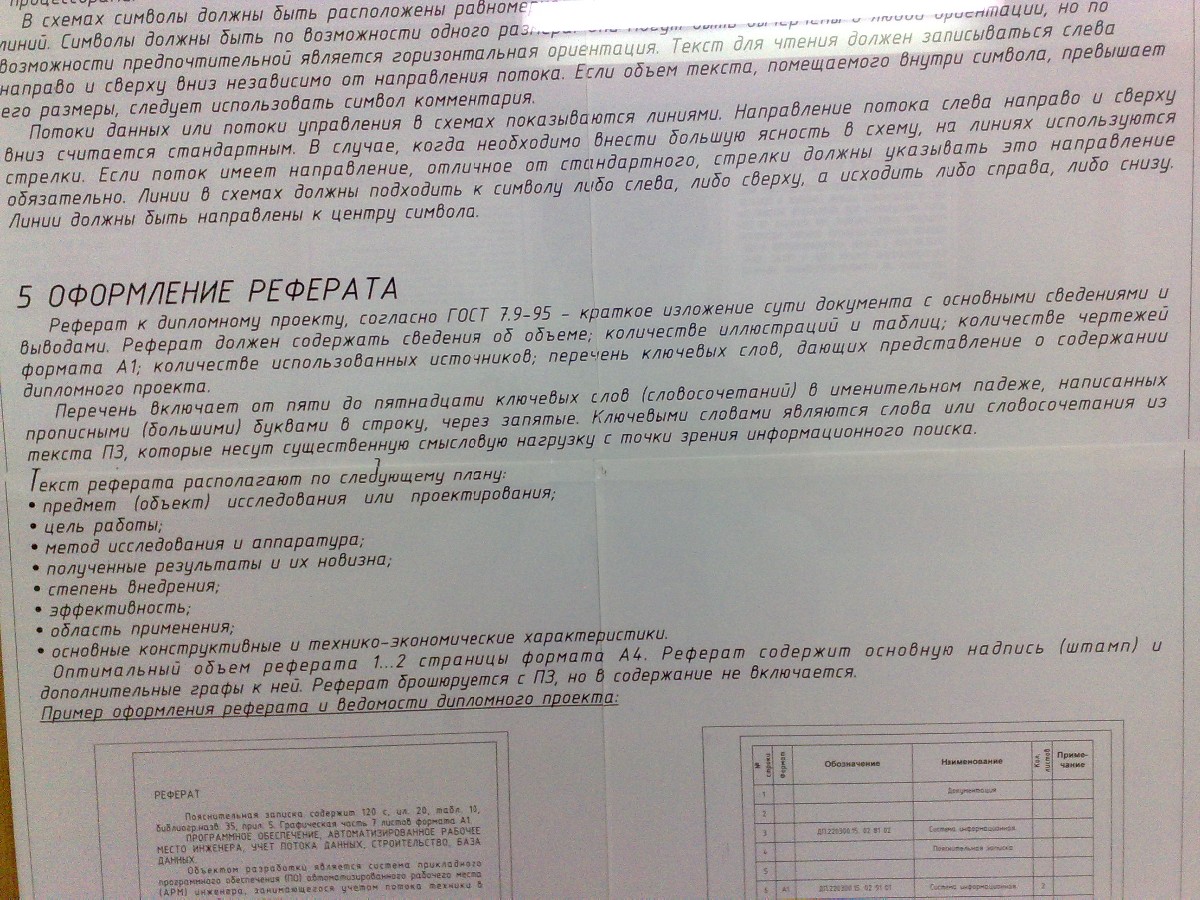 В схемах символы должны быть расположены
линий. Символы должны быть по возможности одного ориентации, но по
возможности предпочтительной является горизонтальная ориентация. Текст для чтения должен записываться слева
направо и сверху вниз независимо от направления потока. Если объем текста, помещаемого внутри символа, превышает
его размеры, следует использовать символ комментария.
Потоки данных или потоки управления в схемах показываются линиями. Направление потока слева направо и сверху
вниз считается стандартным. В случае, когда необходимо внести большую ясность в схему, на линиях используются
стрелки. Если поток имеет направление, отличное от стандартного, стрелки должны указывать это направление
обязательно. Линии в схемах должны подходить к символу либо слева, либо сверху, а исходить либо справа, либо снизу.
Линии должны быть направлены к центру символа.
5 ОФОРМЛЕНИЕ РЕФЕРАТА
Реферат к дипломному проекту, согласно ГОСТ 7.9-95 - краткое изложение сути документа с основными сведениями и
выводами. Реферат должен содержать сведения об объеме; количестве иллюстраций и таблиц; количестве чертежей
формата А1; количестве использованных источников; перечень ключевых слов, дающих представление о содержании
дипломного проекта.
Перечень включает от пяти до пятнадцати ключевых слов (словосочетаний) в именительном падеже, написанных
прописными (большими) буквами в строку, через запятые. Ключевыми словами являются слова или словосочетания из
текста ПЗ, которые несут существенную смысловую нагрузку с точки зрения информационного поиска.
Текст реферата располагают по следующему плану:
• предмет (объект) исследования или проектирования;
• цель работы;
• метод исследования и аппаратура;
• полученные результаты и их новизна;
• степень внедрения;
• эффективность;
• область применения;
• основные конструктивные и технико-экономические характеристики.
Оптимальный объем реферата 1...2 страницы формата А4. Реферат содержит основную надпись (штамп) и
дополнительные графы к ней. Реферат брошюруется с ПЗ, но в содержание не включается.
Пример оформления реферата и ведомости дипломного проекта:
РЕФЕРАТ
Пояснительная записка содержит 120 с., ил. 20, табл. 10,
библиогр.назв. 35, прил. 5. Графическая часть 7 листов формата А1.
ПРОГРАММНОЕ ОБЕСПЕЧЕНИЕ, АВТОМАТИЗИРОВАННОЕ РАБОЧЕЕ
МЕСТО ИНЖЕНЕРА, УЧЕТ ПОТОКА ДАННЫХ, СТРОИТЕЛЬСТВО, БАЗА
ДАННЫХ.
Объектом разработки является система прикладного
программного обеспечения (ПО) автоматизированного рабочего места
(АРМ) инженера, занимающегося учетом потока техники в
№ строки Формат Обозначение Наименование Кол. листов Приме-
чание
1 Документация
2
3 ДП.220300.15. 02 81 02 Система информационная.
4 Пояснительная записка
5
6 А1 ДП.220300.15. 02 91 01 Система информационная 2